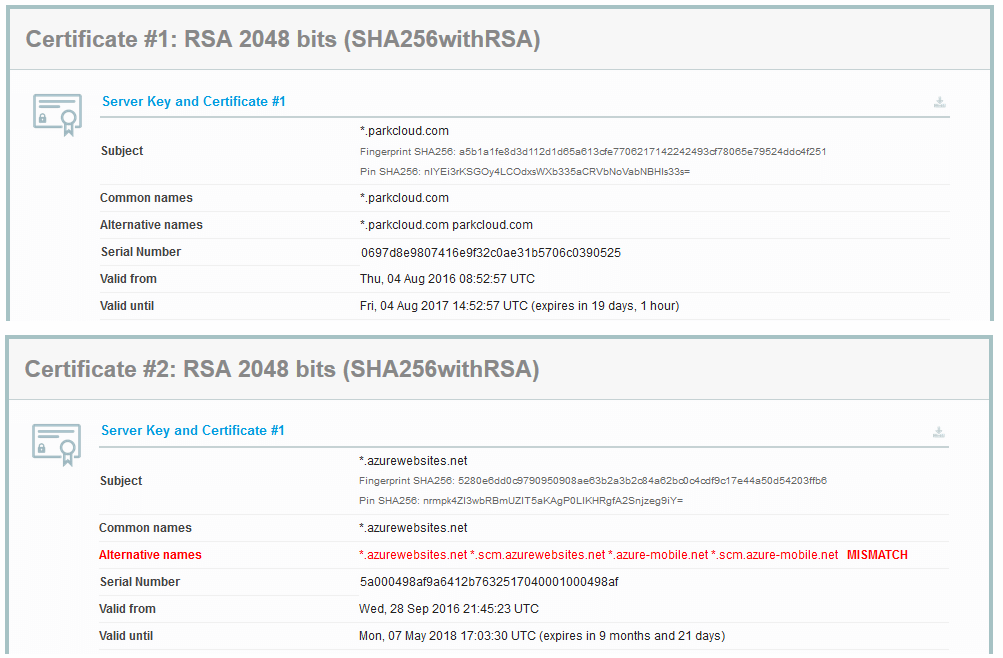 Certificate #1: RSA 2048 bits (SHA256withRSA)
Server Key and Certificate #1
Subject
*.parkcloud.com
Fingerprint SHA256: a5b1a1fe8d3d112d1d65a613cfe7706217142242493cf78065e79524ddc4f251
Pin SHA256: nIYEi3rKSGOy4LCOdxsWXb335aCRVbNoVabNBHIs33s=
Common names *.parkcloud.com
Alternative names *.parkcloud.com parkcloud.com
Serial Number 0697d8e9807416e9f32c0ae31b5706c0390525
Valid from Thu, 04 Aug 2016 08:52:57 UTC
Valid until Fri, 04 Aug 2017 14:52:57 UTC (expires in 19 days, 1 hour)
Certificate #2: RSA 2048 bits (SHA256withRSA)
Server Key and Certificate #1
Subject
*.azurewebsites.net
Fingerprint SHA256: 5280e6dd0c9790950908ae63b2a3b2c84a62bc0c4cdf9c17e44a50d54203ffb6
Pin SHA256: nrmpk4ZI3wbRBmUZIT5aKAgP0LIKHRgfA2Snjzeg9iY=
Common names *.azurewebsites.net
Alternative names *.azurewebsites.net *.scm.azurewebsites.net *.azure-mobile.net *.scm.azure-mobile.net MISMATCH
Serial Number 5a000498af9a6412b7632517040001000498af
Valid from Wed, 28 Sep 2016 21:45:23 UTC
Valid until Mon, 07 May 2018 17:03:30 UTC (expires in 9 months and 21 days)